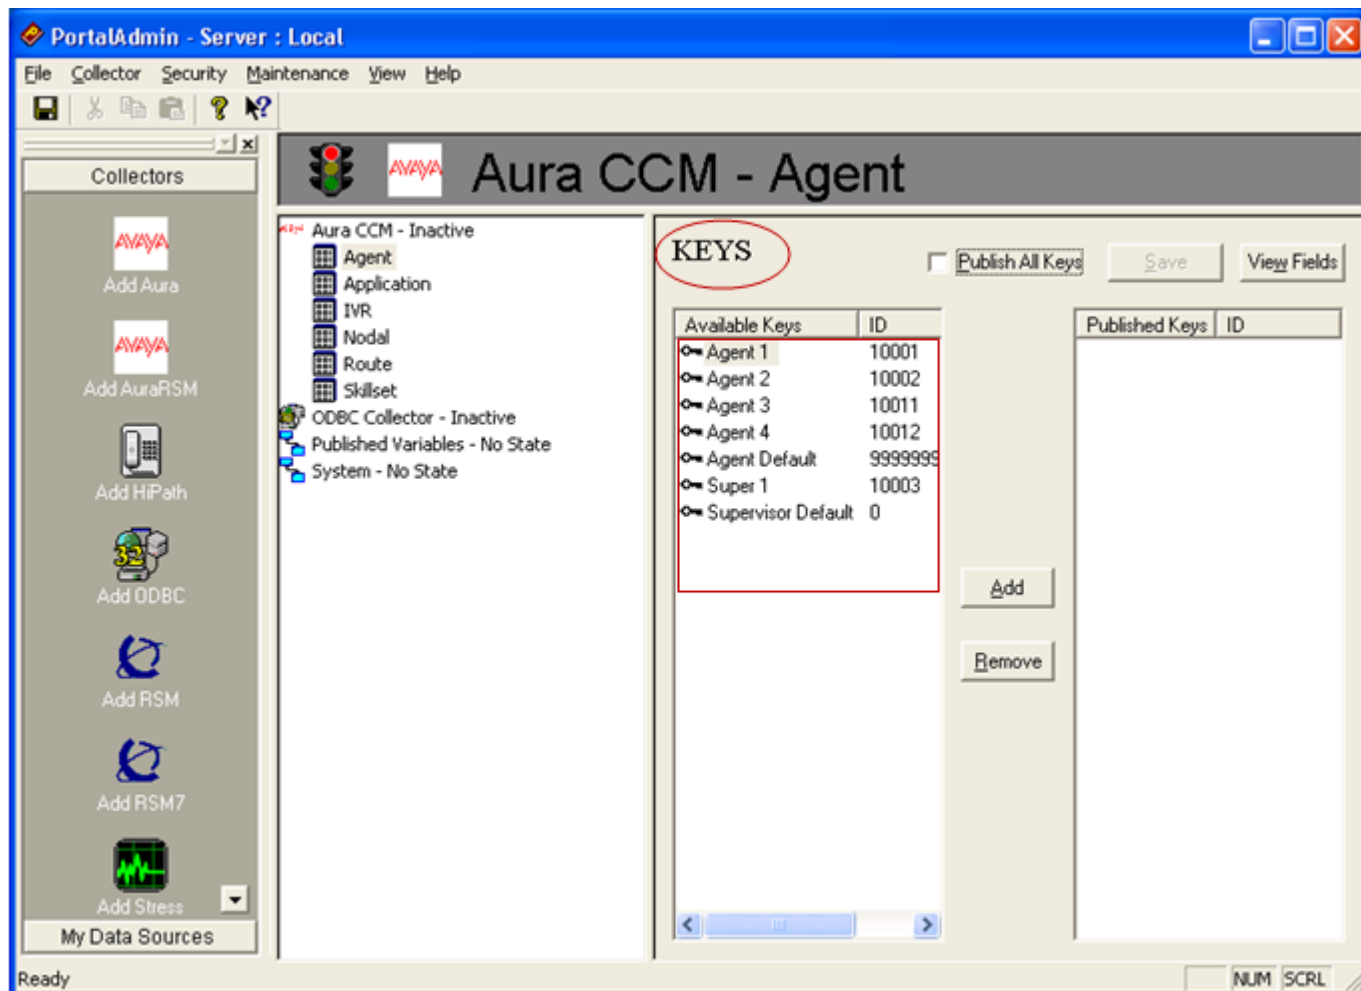 PortalAdmin - Server : Local
File Collector Security Maintenance View Help
Collectors
AVAYA
Add Aura
AVAYA
Add AuraRSM
Add HiPath
32
Add ODBC
Add RSM
Add RSM7
Add Stress
My Data Sources
AVAYA Aura CCM - Agent
Aura CCM - Inactive
Agent
Application
IVR
Nodal
Route
Skillset
ODBC Collector - Inactive
Published Variables - No State
System - No State
KEYS
Publish All Keys Save View Fields
Available Keys ID
Agent 1 10001
Agent 2 10002
Agent 3 10011
Agent 4 10012
Agent Default 9999999
Super 1 10003
Supervisor Default 0
Add
Remove
Published Keys ID
Ready NUM SCRL